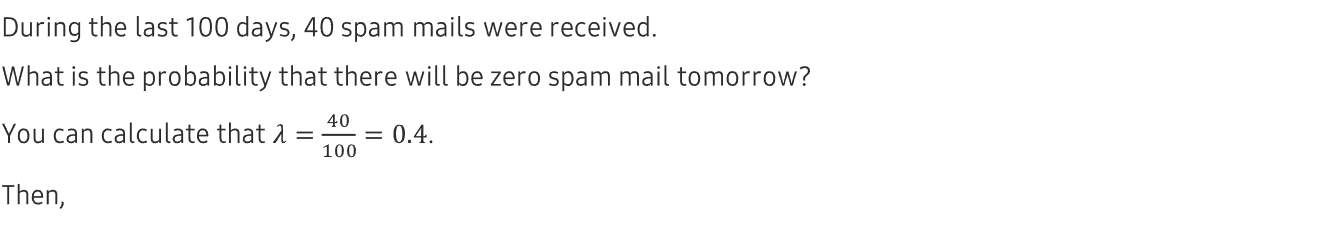 During the last 100 days, 40 spam mails were received.
What is the probability that there will be zero spam mail tomorrow?
You can calculate that λ = 40/100 = 0.4.
Then,